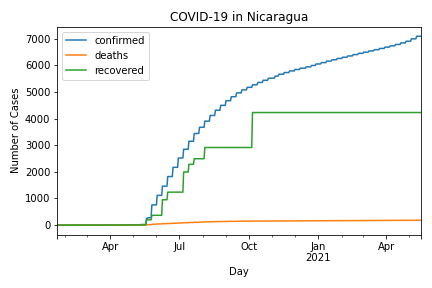 COVID-19 in Nicaragua
confirmed
deaths
recovered
Number of Cases
7000
6000
5000
4000
3000
2000
1000
0
Apr
Jul
Oct
Jan
2021
Apr
Day